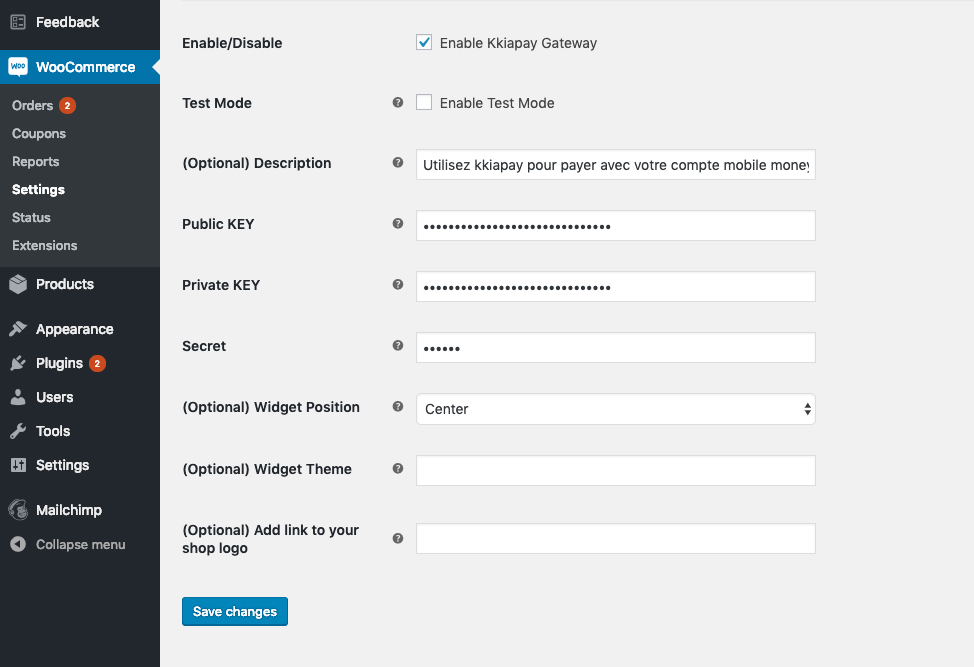 Feedback
WooCommerce
Orders 2
Coupons
Reports
Settings
Status
Extensions
Products
Appearance
Plugins 2
Users
Tools
Settings
Mailchimp
Collapse menu
Enable/Disable
Enable Kkiapay Gateway
Test Mode
Enable Test Mode
(Optional) Description
Utilisez kkiapay pour payer avec votre compte mobile money
Public KEY
••••••••••••••••••••••••••••••
Private KEY
••••••••••••••••••••••••••••••
Secret
••••••
(Optional) Widget Position
Center
(Optional) Widget Theme
(Optional) Add link to your
shop logo
Save changes